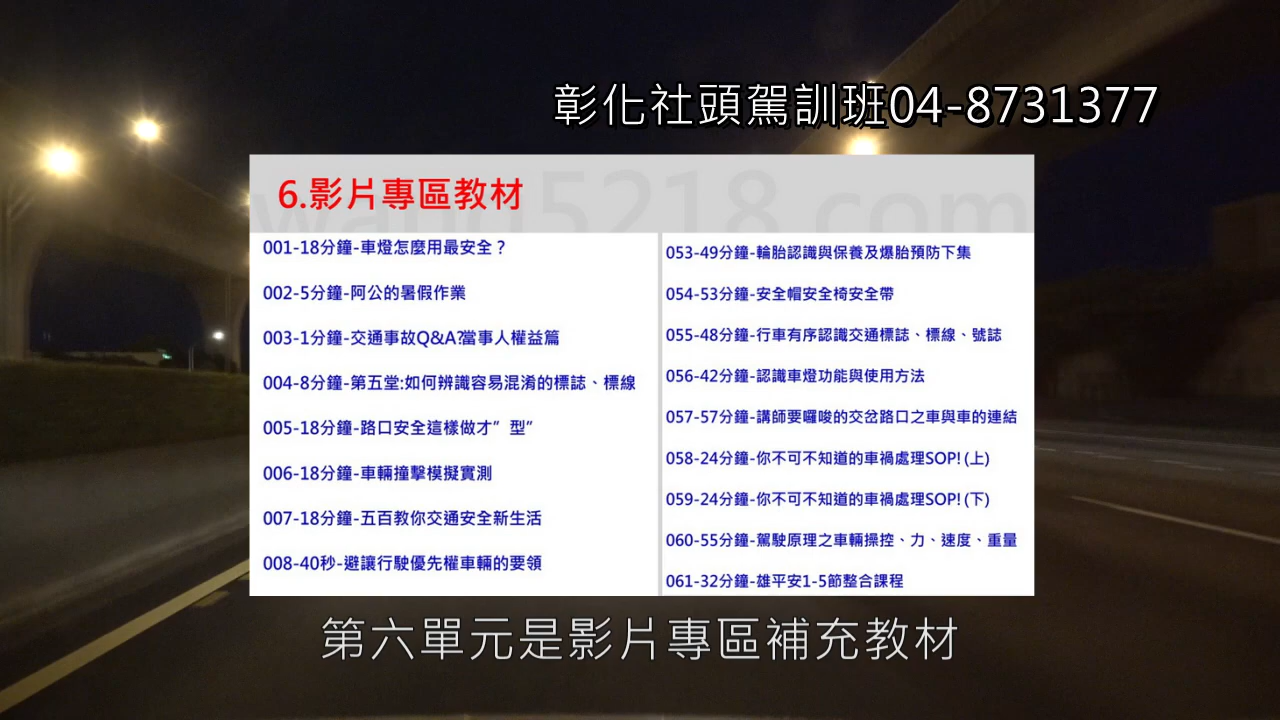 彰化社頭駕訓班04-8731377
6.影片專區教材
001-18分鐘-車燈怎麼用最安全？
002-5分鐘-阿公的暑假作業
003-1分鐘-交通事故Q&A?當事人權益篇
004-8分鐘-第五堂:如何辨識容易混淆的標誌、標線
005-18分鐘-路口安全這樣做才”型”
006-18分鐘-車輛撞擊模擬實測
007-18分鐘-五百教你交通安全新生活
008-40秒-避讓行駛優先權車輛的要領
053-49分鐘-輪胎認識與保養及爆胎預防下集
054-53分鐘-安全帽安全椅安全帶
055-48分鐘-行車有序認識交通標誌、標線、號誌
056-42分鐘-認識車燈功能與使用方法
057-57分鐘-講師要囉唆的交岔路口之車與車的連結
058-24分鐘-你不可不知道的車禍處理SOP!(上)
059-24分鐘-你不可不知道的車禍處理SOP!(下)
060-55分鐘-駕駛原理之車輛操控、力、速度、重量
061-32分鐘-雄平安1-5節整合課程
第六單元是影片專區補充教材